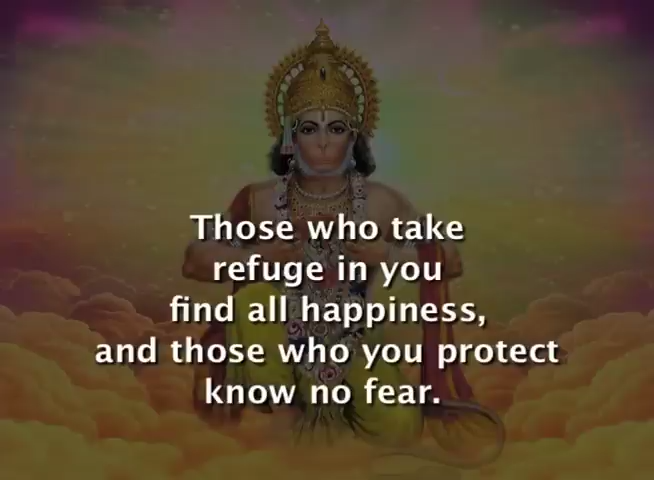 Those who take
refuge in you
find all happiness,
and those who you protect
know no fear.